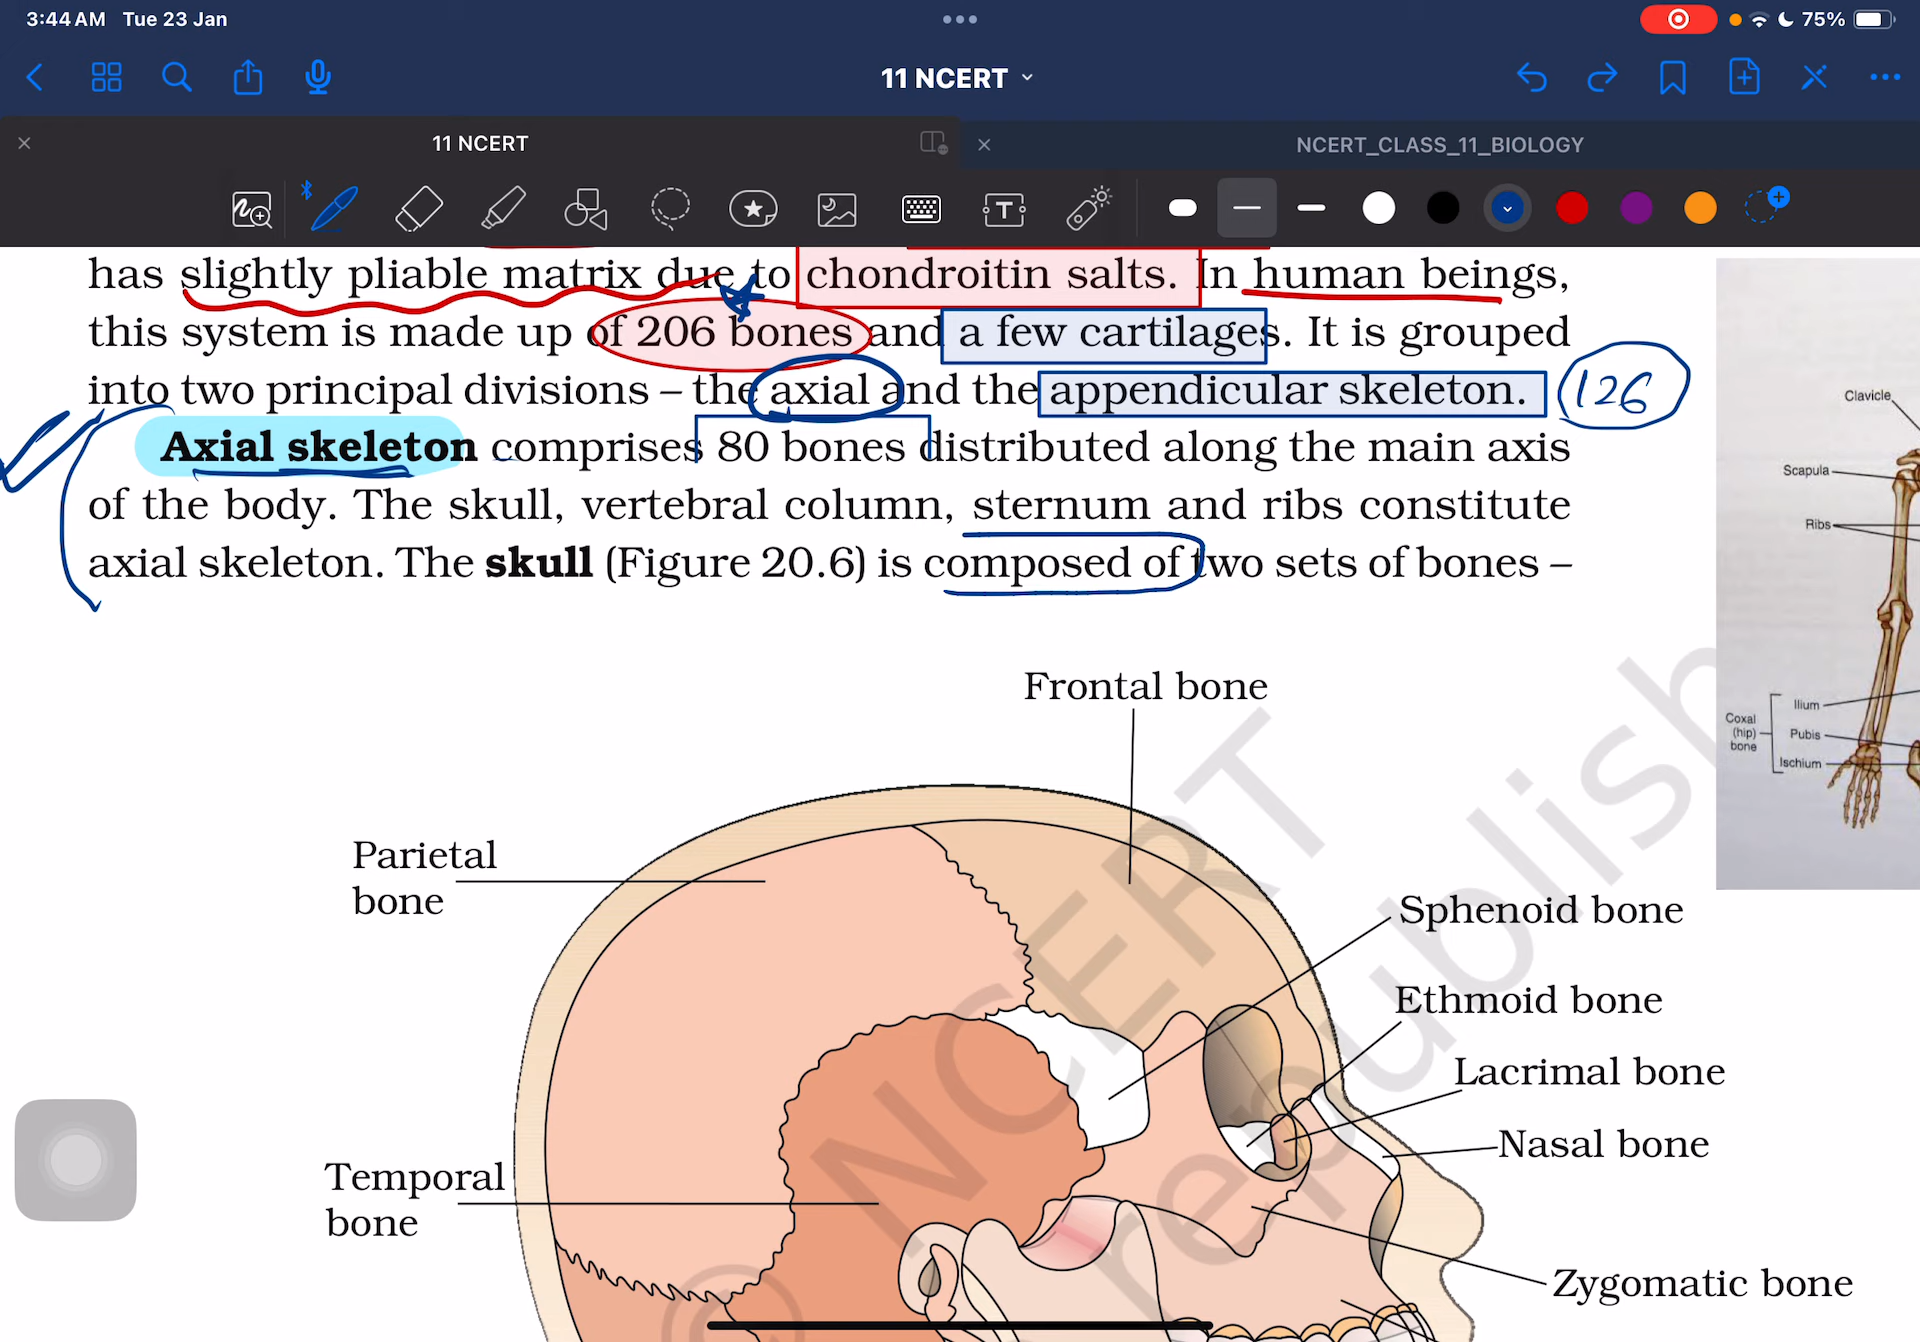 3:44 AM Tue 23 Jan
75%
11 NCERT
11 NCERT
NCERT_CLASS_11_BIOLOGY
has slightly pliable matrix due to chondroitin salts. In human beings,
this system is made up of 206 bones and a few cartilages. It is grouped
into two principal divisions – the axial and the appendicular skeleton.
126
Axial skeleton comprises 80 bones distributed along the main axis
of the body. The skull, vertebral column, sternum and ribs constitute
axial skeleton. The skull (Figure 20.6) is composed of two sets of bones –
Clavicle
Scapula
Ribs
Ilium
Coxal
(hip)
bone
Pubis
Ischium
Frontal bone
Parietal
bone
Sphenoid bone
Ethmoid bone
Lacrimal bone
Nasal bone
Temporal
bone
Zygomatic bone
© NCERT
republish